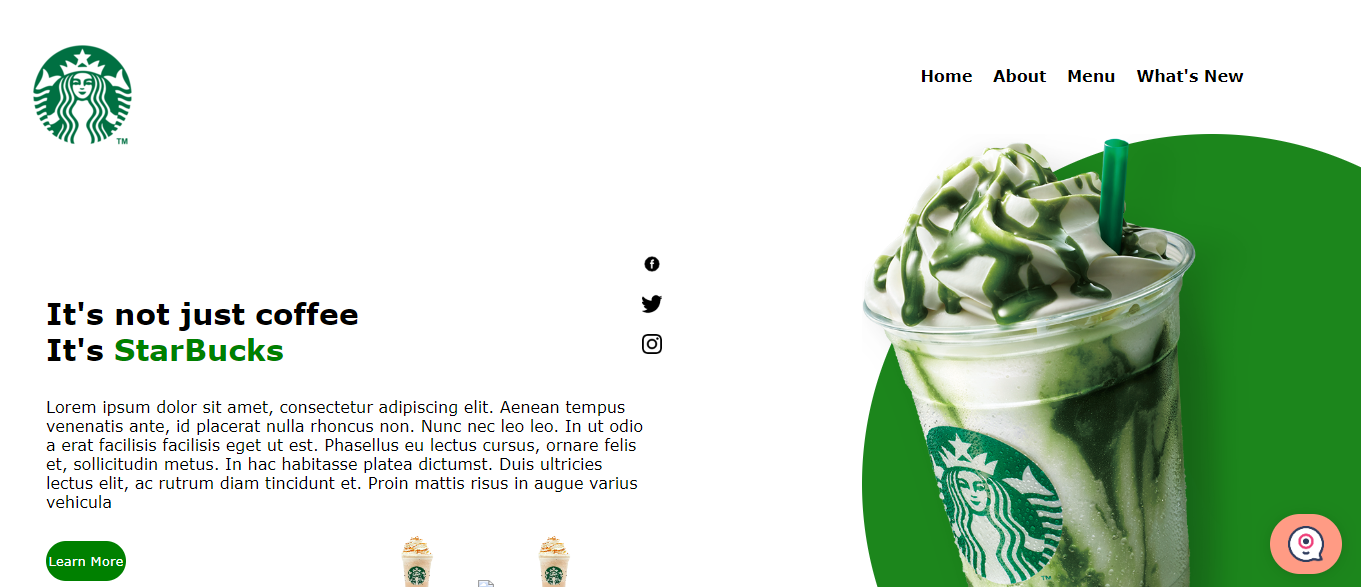 TM
Home About Menu What's New
It's not just coffee
It's StarBucks
Lorem ipsum dolor sit amet, consectetur adipiscing elit. Aenean tempus
venenatis ante, id placerat nulla rhoncus non. Nunc nec leo leo. In ut odio
a erat facilisis facilisis eget ut est. Phasellus eu lectus cursus, ornare felis
et, sollicitudin metus. In hac habitasse platea dictumst. Duis ultricies
lectus elit, ac rutrum diam tincidunt et. Proin mattis risus in augue varius
vehicula
Learn More
TM